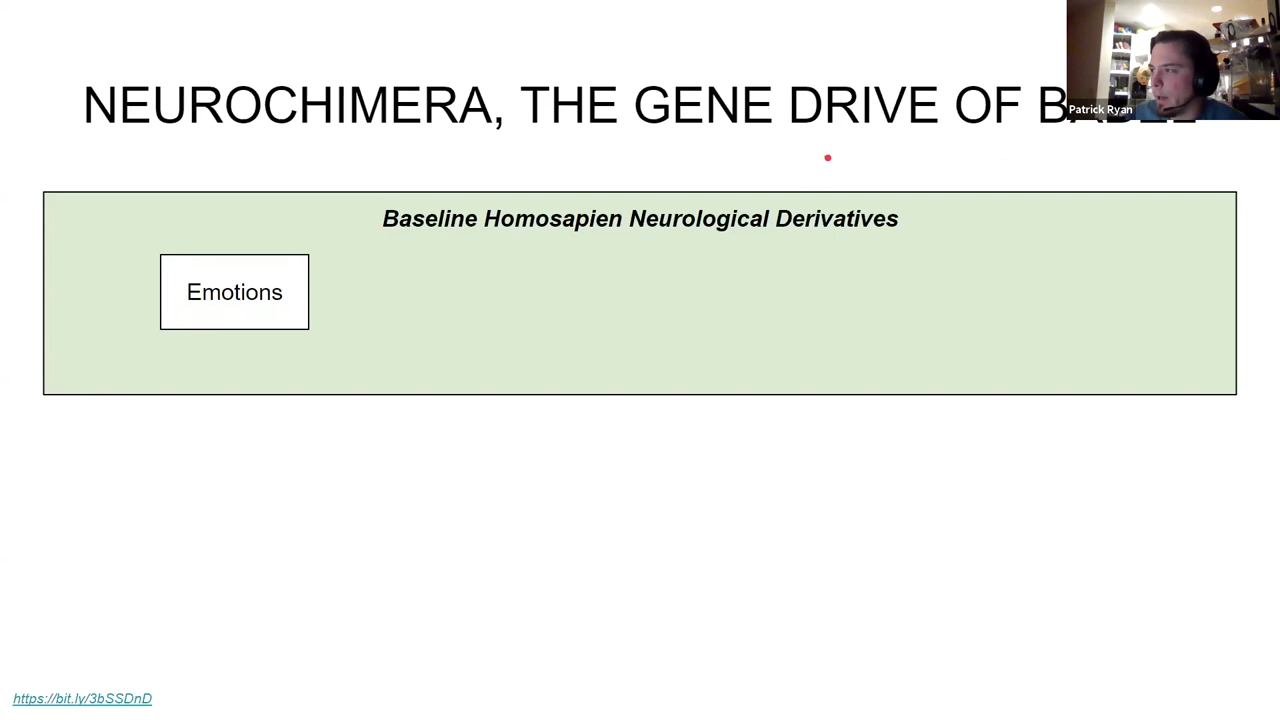 NEUROCHIMERA, THE GENE DRIVE OF
Patrick Ryan
Baseline Homosapien Neurological Derivatives
Emotions
https://bit.ly/3bSSDnD